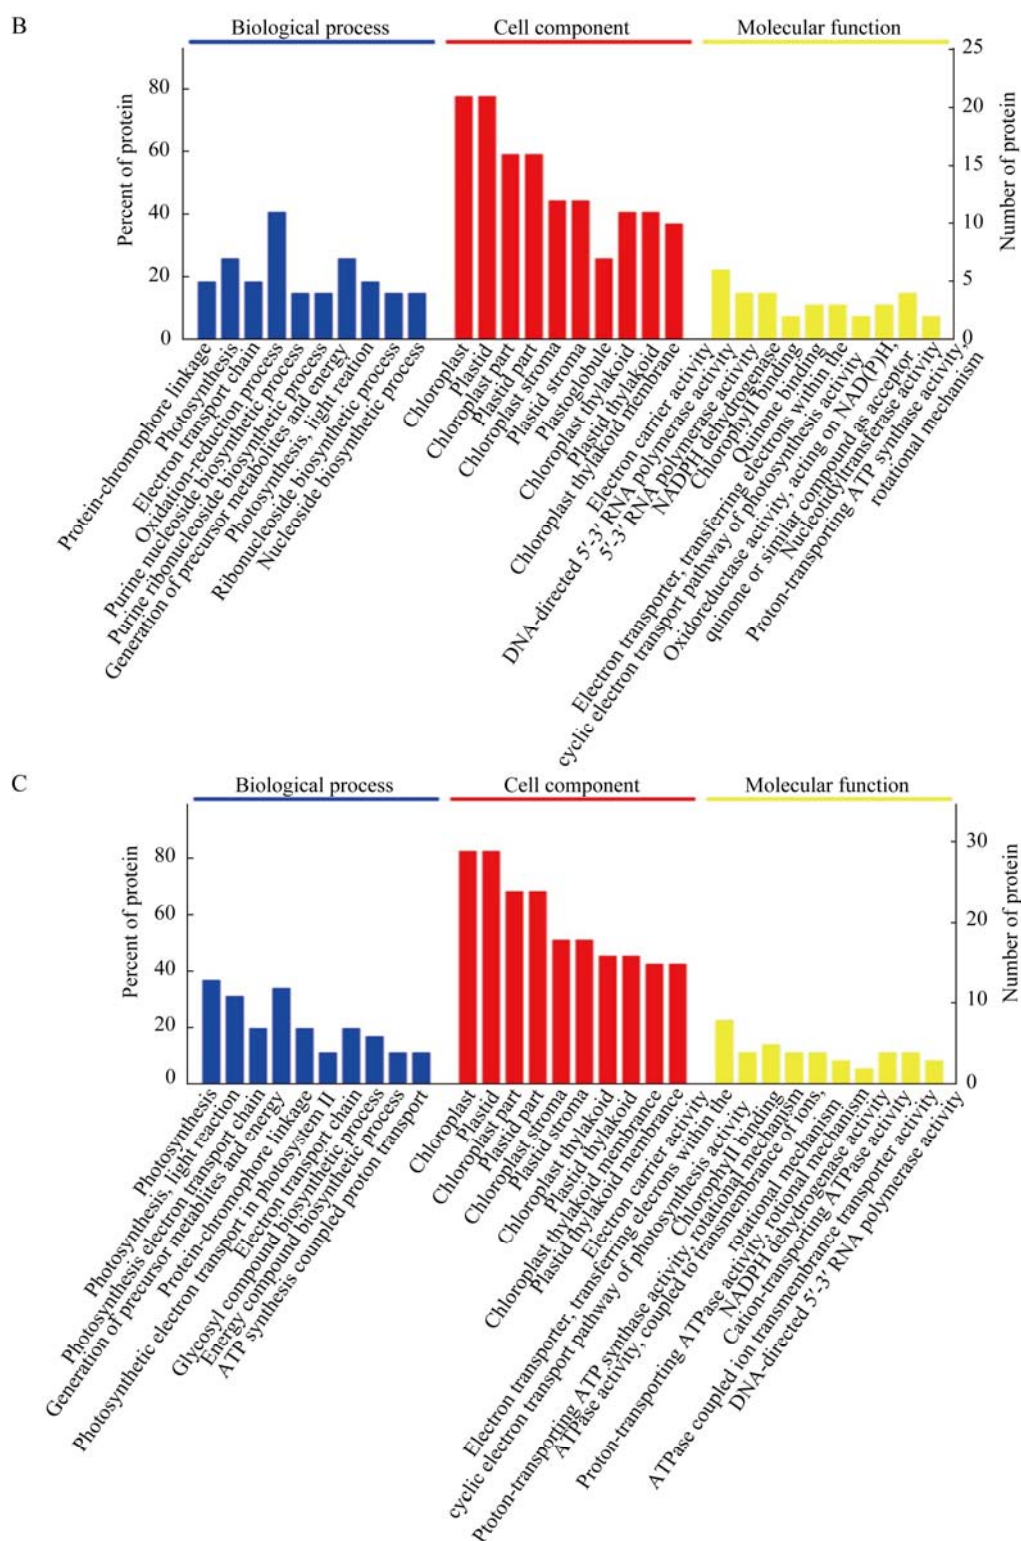 B
Biological process
Cell component
Molecular function
Percent of protein
80
60
40
20
0
25
20
15
10
5
0
Number of protein
Protein-chromophore linkage
Photosynthesis
Electron transport chain
Oxidation-reduction process
Purine nucleoside biosynthetic process
Purine ribonucleoside biosynthetic process
Generation of precursor metabolites and energy
Photosynthesis, light reation
Ribonucleoside biosynthetic process
Nucleoside biosynthetic process
Chloroplast
Plastid
Chloroplast part
Plastid part
Chloroplast stroma
Plastid stroma
Plastoglobule
Chloroplast thylakoid
Plastid thylakoid
Chloroplast thylakoid membrane
Electron carrier activity
DNA-directed 5'-3' RNA polymerase activity
5'-3' RNA polymerase activity
NADPH dehydrogenase
ChlorophyII binding
Quinone binding
Electron transporter, transferring electrons within the
cyclic electron transport pathway of photosynthesis activity
Oxidoreductase activity, acting on NAD(P)H,
quinone or similar compound as acceptor
Nucleotidyltransferase activity
Proton-transporting ATP synthase activity,
rotational mechanism
C
Biological process
Cell component
Molecular function
Percent of protein
80
60
40
20
0
30
20
10
0
Number of protein
Photosynthesis
Photosynthesis, light reaction
Photosynthesis electron transport chain
Generation of precursor metablites and energy
Protein-chromophore linkage
Photosynthetic electron transport in photosystem II
Electron transport chain
Glycosyl compound biosynthetic process
Energy compound biosynthetic process
ATP synthesis counpled proton transport
Chloroplast
Plastid
Chloroplast part
Plastid part
Chloroplast stroma
Plastid stroma
Chloroplast thylakoid
Plastid thylakoid
Chloroplast thylakoid membrance
Plastid thylakoid membrance
Electron carrier activity
Electron transporter, transferring elecrons within the
cyclic electron transport pathway of photosynthesis activity
ChlorophyII binding
Ptoton-transporting ATP synthase activity, rotational mechanism
ATPase activity, coupled to transmembrance of ions,
rotational mechanism
Proton-transporting ATPase activity, rotional mechanism
NADPH dehydrogenase activity
Cation-transporting ATPase activity
ATPase coupled ion transmembrance transporter activity
DNA-directed 5'-3' RNA polymerase activity